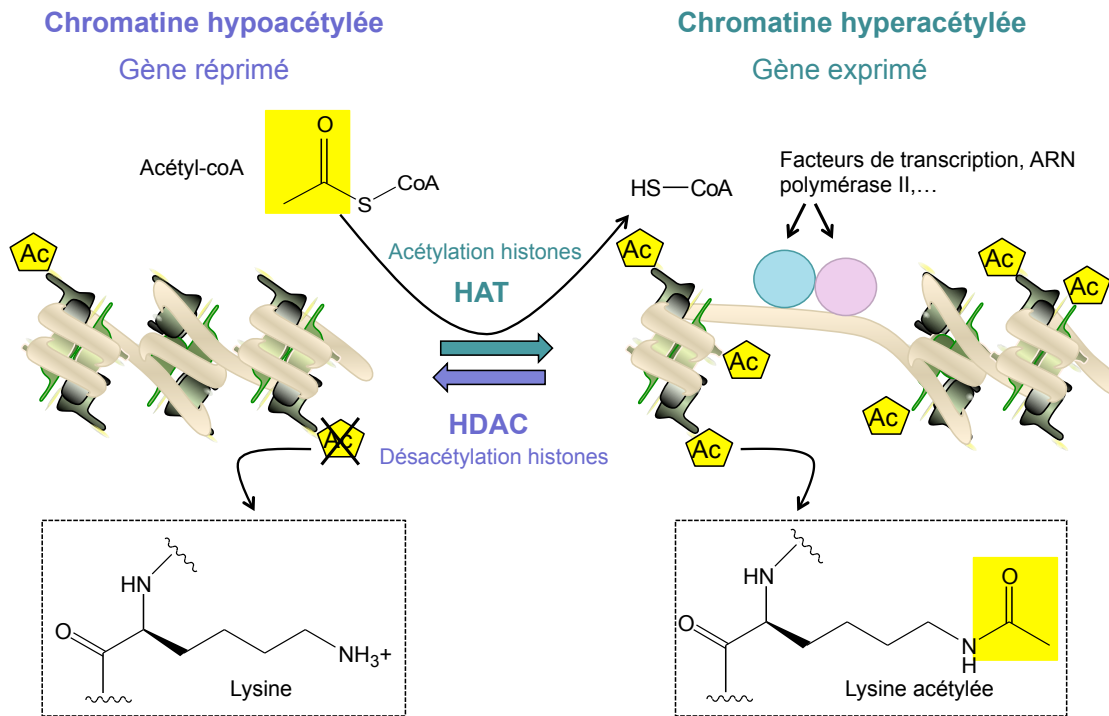 Chromatine hypoacétylée
Gène réprimé
Chromatine hyperacétylée
Gène exprimé
O
Acétyl-coA
S
CoA
HS—CoA
Facteurs de transcription, ARN
polymérase II,…
Ac
Acétylation histones
HAT
Ac
Ac
Ac
Ac
Ac
Ac
HDAC
Désacétylation histones
Ac
HN
O
NH3+
Lysine
HN
O
O
N
H
Lysine acétylée